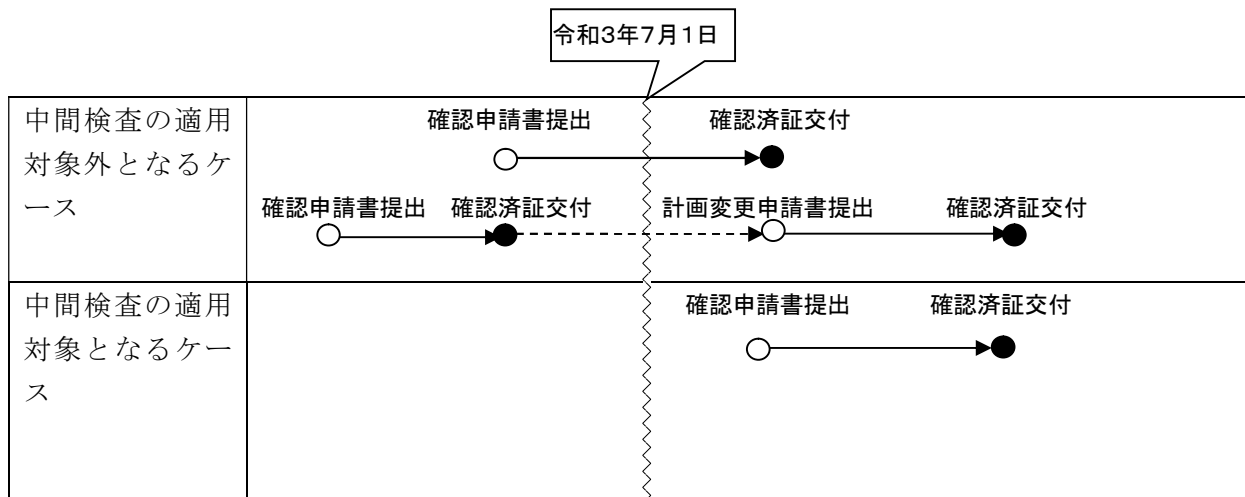 令和3年7月1日
中間検査の適用
対象外となるケ
ース
確認申請書提出 確認済証交付
確認申請書提出 確認済証交付 計画変更申請書提出 確認済証交付
中間検査の適用
対象となるケー
ス
確認申請書提出 確認済証交付